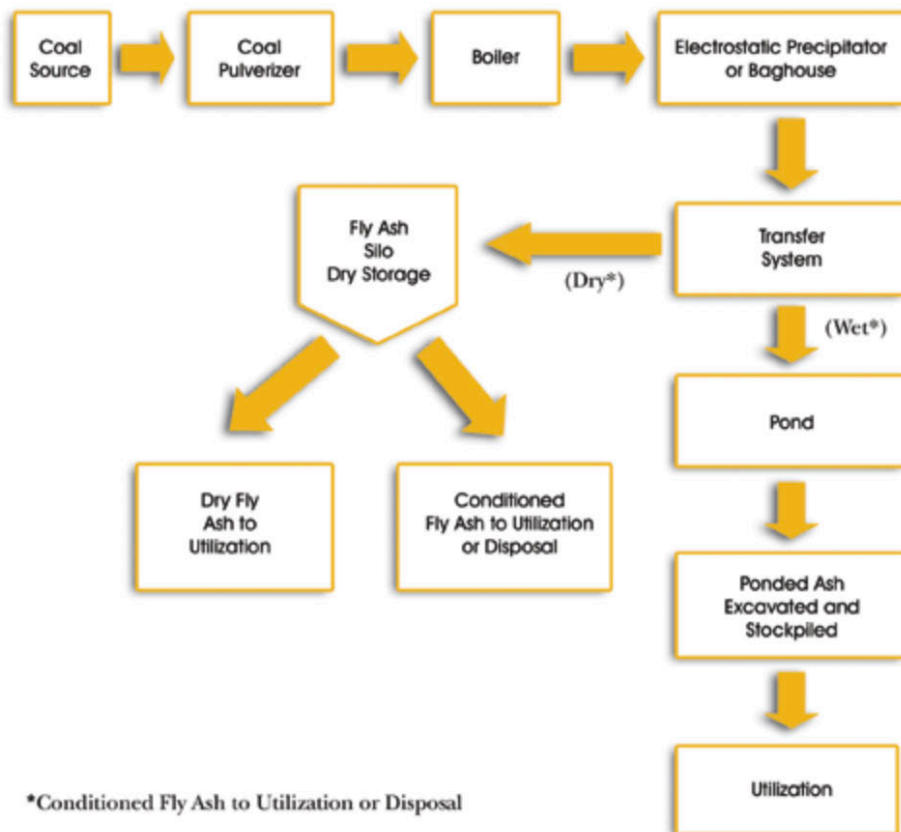 Coal
Source
Coal
Pulverizer
Boiler
Electrostatic Precipitator
or Baghouse
Fly Ash
Silo
Dry Storage
(Dry*)
Transfer
System
(Wet*)
Pond
Dry Fly
Ash to
Utilization
Conditioned
Fly Ash to Utilization
or Disposal
Ponded Ash
Excavated and
Stockpiled
Utilization
*Conditioned Fly Ash to Utilization or Disposal